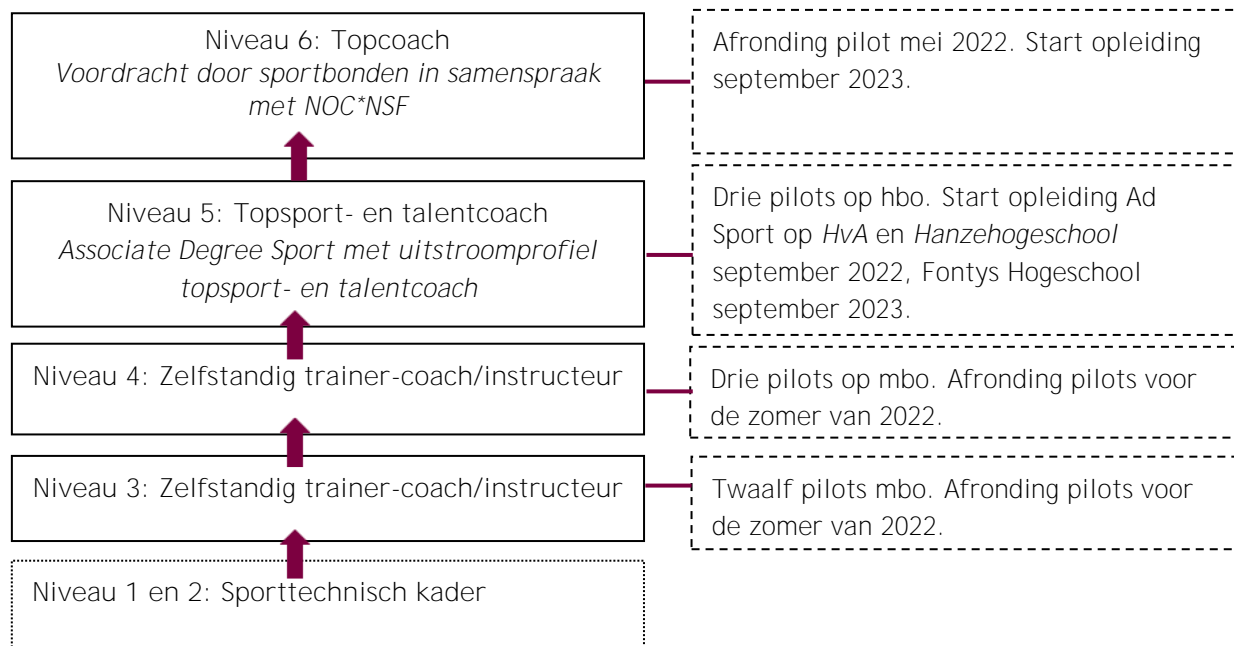 Niveau 6: Topcoach
Voordracht door sportbonden in samenspraak
met NOC*NSF
Afronding pilot mei 2022. Start opleiding
september 2023.
Niveau 5: Topsport- en talentcoach
Associate Degree Sport met uitstroomprofiel
topsport- en talentcoach
Drie pilots op hbo. Start opleiding Ad
Sport op HvA en Hanzehogeschool
september 2022, Fontys Hogeschool
september 2023.
Niveau 4: Zelfstandig trainer-coach/instructeur
Drie pilots op mbo. Afronding pilots voor
de zomer van 2022.
Niveau 3: Zelfstandig trainer-coach/instructeur
Twaalf pilots mbo. Afronding pilots voor
de zomer van 2022.
Niveau 1 en 2: Sporttechnisch kader